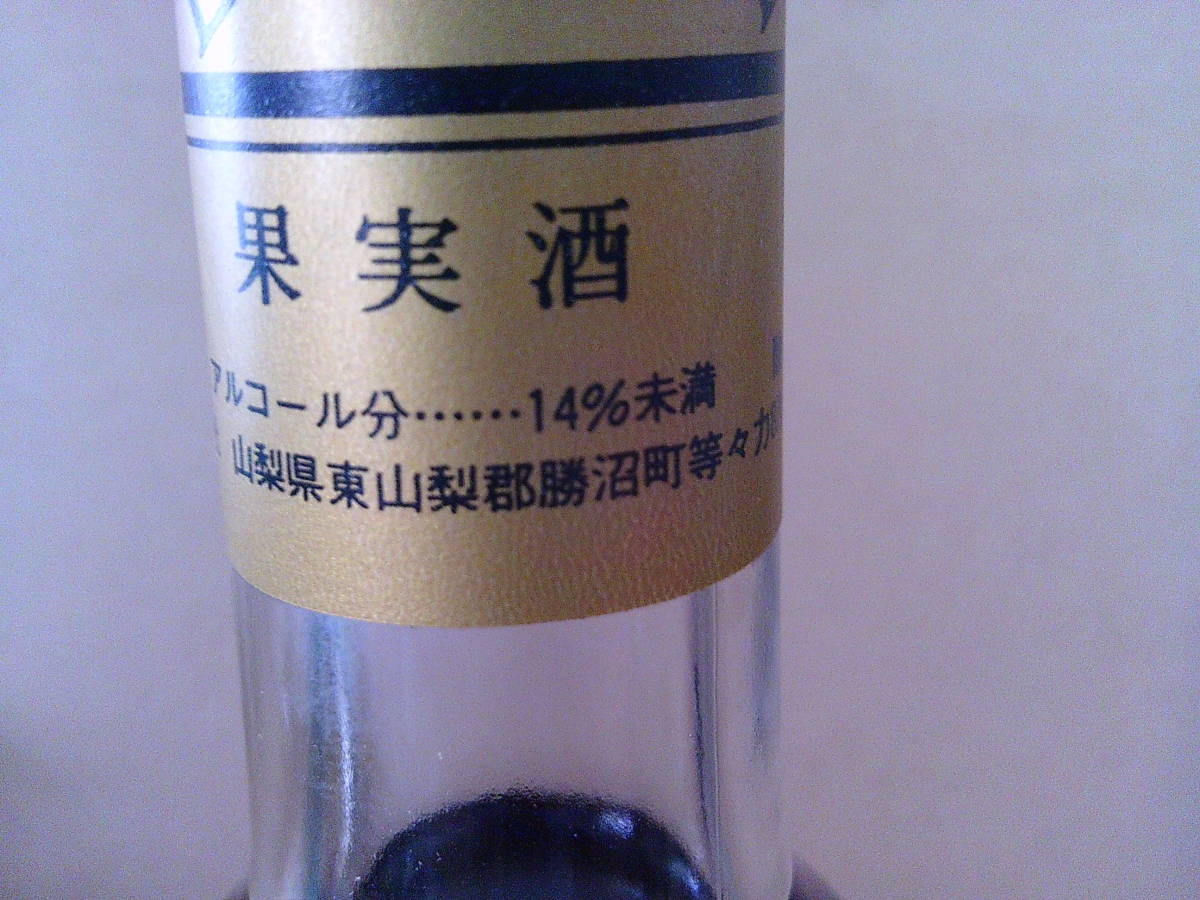 果実酒
アルコール分‥‥‥14%未満
山梨県東山梨郡勝沼町等々力